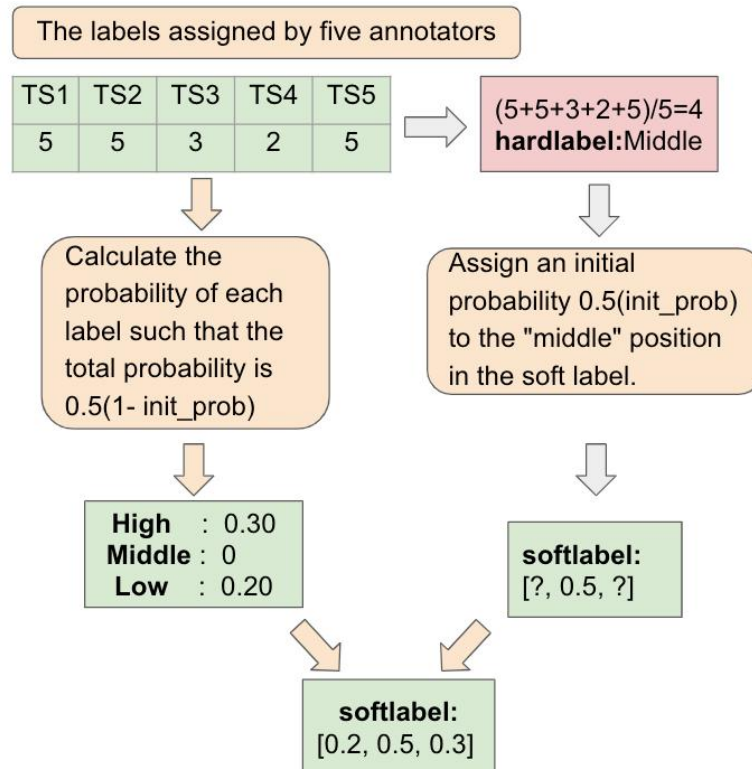 The labels assigned by five annotators
TS1 TS2 TS3 TS4 TS5
5 5 3 2 5
(5+5+3+2+5)/5=4
hardlabel:Middle
Calculate the
probability of each
label such that the
total probability is
0.5(1- init_prob)
Assign an initial
probability 0.5(init_prob)
to the "middle" position
in the soft label.
High : 0.30
Middle : 0
Low : 0.20
softlabel:
[?, 0.5, ?]
softlabel:
[0.2, 0.5, 0.3]